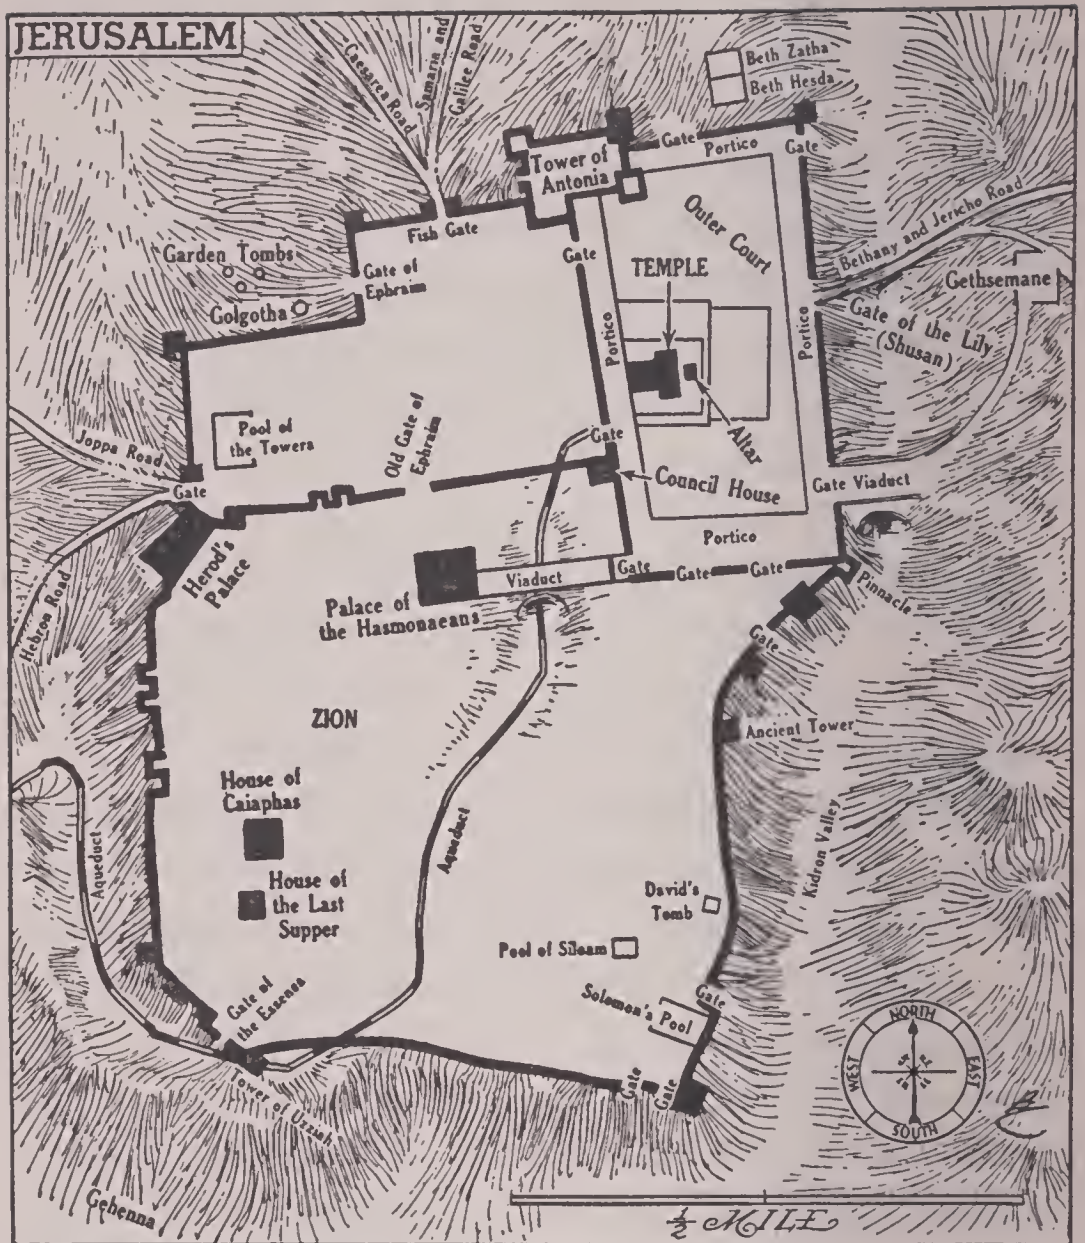 JERUSALEM
Caesarea Road
Samaria and
Galilee Road
Beth Zatha
Beth Hesda
Tower of
Antonia
Gate
Portico
Gate
Fish Gate
Gate
Outer Court
Bethany and Jericho Road
Garden Tombs
Gate of
Ephraim
TEMPLE
Gethsemane
Golgotha
Portico
Portico
Gate of the Lily
(Shusan)
Pool of
the Towers
Old Gate of
Ephraim
Gate
Altar
Joppa Road
Gate
Council House
Gate Viaduct
Herod's
Palace
Portico
Viaduct
Gate
Gate
Gate
Pinnacle
Hebron Road
Palace of
the Hasmonaeans
Gate
ZION
Ancient Tower
House of
Caiaphas
Aqueduct
Aqueduct
Kidron Valley
House of
the Last
Supper
David's
Tomb
Pool of Siloam
Gate of
the Essenes
Solomon's Pool
Gate
NORTH
WEST
EAST
SOUTH
Tower of Uzziah
Gate
Gate
Gehenna
½ MILE